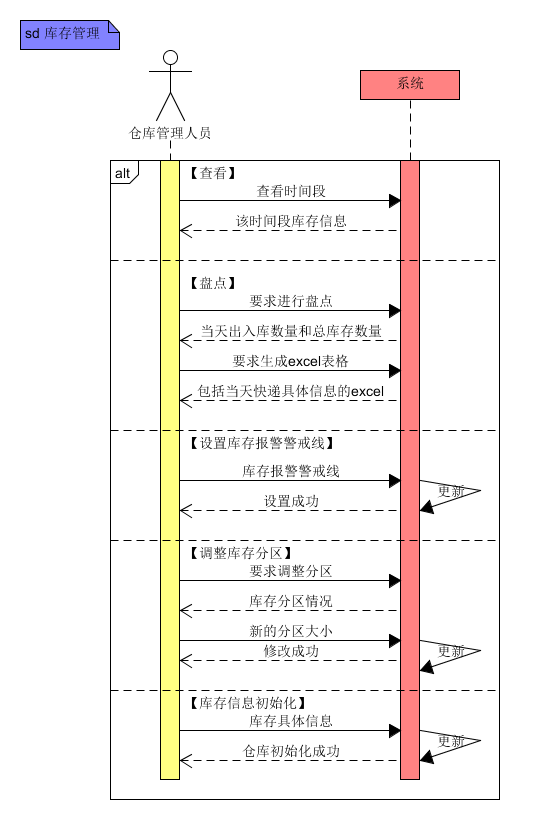 sd 库存管理
系统
仓库管理人员
alt
【查看】
查看时间段
该时间段库存信息
【盘点】
要求进行盘点
当天出入库数量和总库存数量
要求生成excel表格
包括当天快递具体信息的excel
【设置库存报警警戒线】
库存报警警戒线
更新
设置成功
【调整库存分区】
要求调整分区
库存分区情况
新的分区大小
更新
修改成功
【库存信息初始化】
库存具体信息
更新
仓库初始化成功